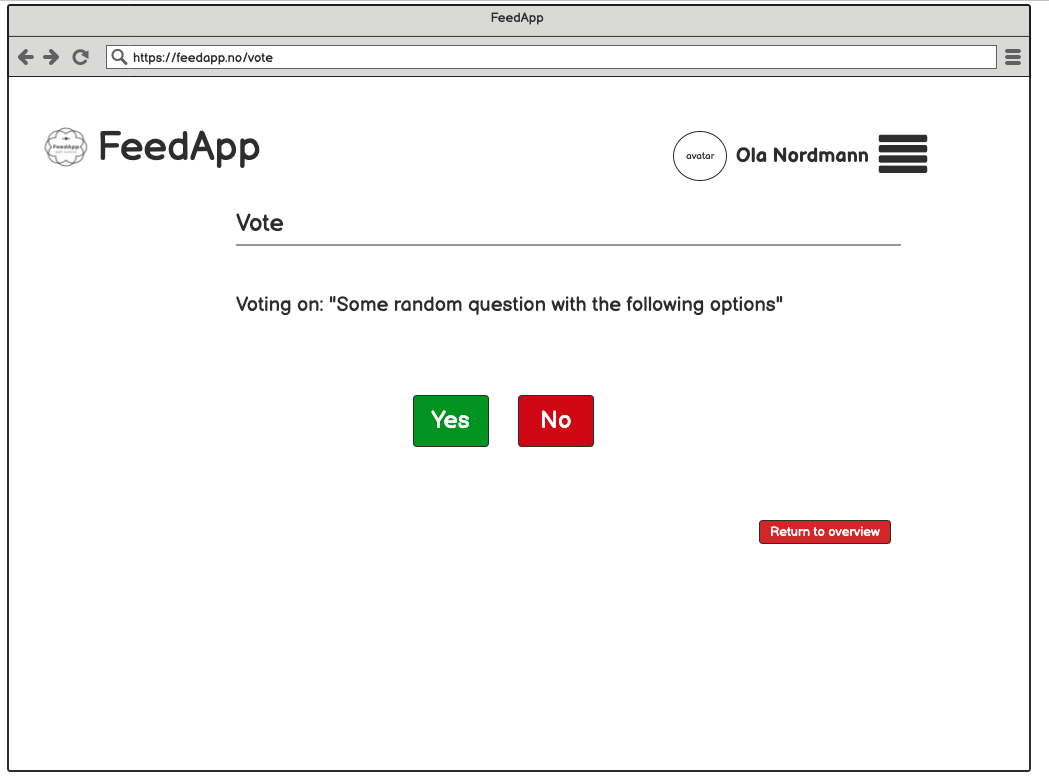 FeedApp
https://feedapp.no/vote
FeedApp
FeedApp
avatar
Ola Nordmann
Vote
Voting on: "Some random question with the following options"
Yes
No
Return to overview